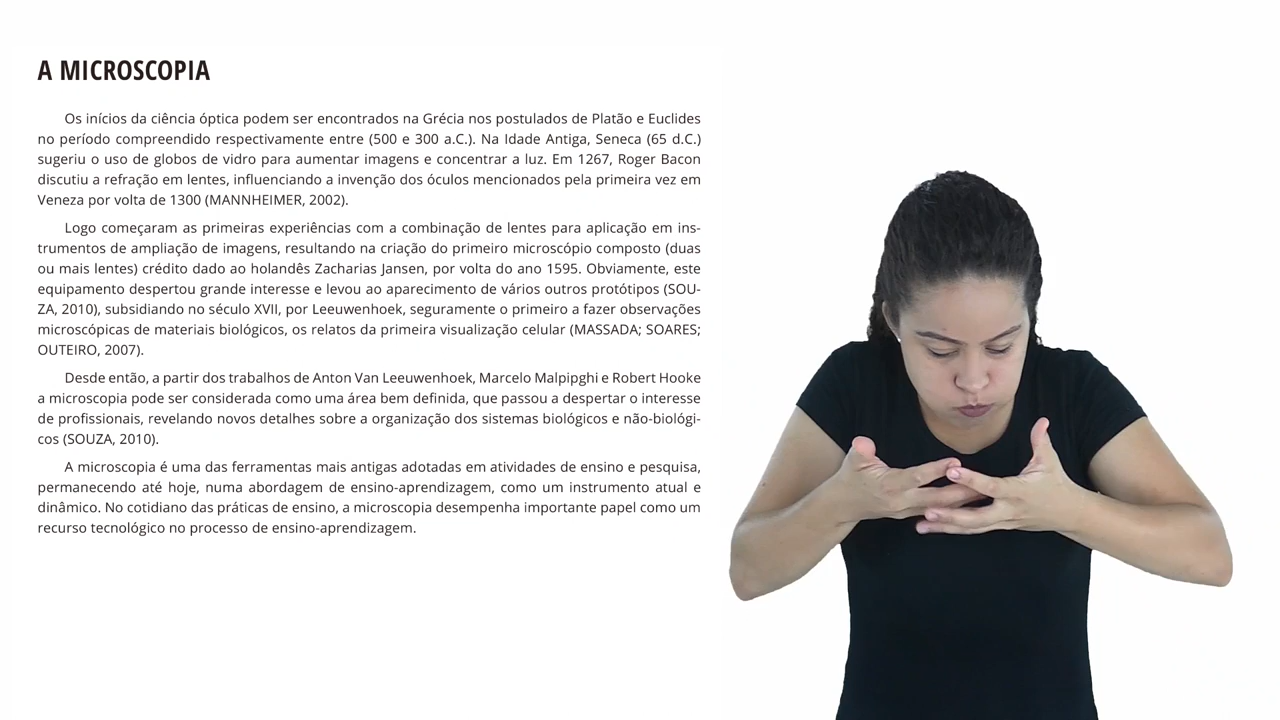 A MICROSCOPIA
Os inícios da ciência óptica podem ser encontrados na Grécia nos postulados de Platão e Euclides
no período compreendido respectivamente entre (500 e 300 a.C.). Na Idade Antiga, Seneca (65 d.C.)
sugeriu o uso de globos de vidro para aumentar imagens e concentrar a luz. Em 1267, Roger Bacon
discutiu a refração em lentes, influenciando a invenção dos óculos mencionados pela primeira vez em
Veneza por volta de 1300 (MANNHEIMER, 2002).
Logo começaram as primeiras experiências com a combinação de lentes para aplicação em ins-
trumentos de ampliação de imagens, resultando na criação do primeiro microscópio composto (duas
ou mais lentes) crédito dado ao holandês Zacharias Jansen, por volta do ano 1595. Obviamente, este
equipamento despertou grande interesse e levou ao aparecimento de vários outros protótipos (SOU-
ZA, 2010), subsidiando no século XVII, por Leeuwenhoek, seguramente o primeiro a fazer observações
microscópicas de materiais biológicos, os relatos da primeira visualização celular (MASSADA; SOARES;
OUTEIRO, 2007).
Desde então, a partir dos trabalhos de Anton Van Leeuwenhoek, Marcelo Malpipghi e Robert Hooke
a microscopia pode ser considerada como uma área bem definida, que passou a despertar o interesse
de profissionais, revelando novos detalhes sobre a organização dos sistemas biológicos e não-biológi-
cos (SOUZA, 2010).
A microscopia é uma das ferramentas mais antigas adotadas em atividades de ensino e pesquisa,
permanecendo até hoje, numa abordagem de ensino-aprendizagem, como um instrumento atual e
dinâmico. No cotidiano das práticas de ensino, a microscopia desempenha importante papel como um
recurso tecnológico no processo de ensino-aprendizagem.